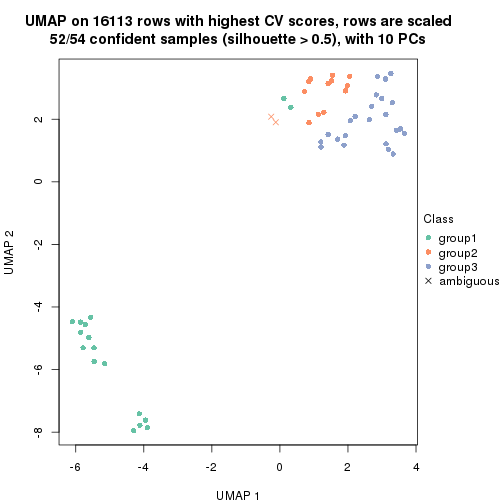 UMAP on 16113 rows with highest CV scores, rows are scaled
52/54 confident samples (silhouette > 0.5), with 10 PCs
2
0
-2
-4
-6
-8
UMAP 2
-6 -4 -2 0 2 4
UMAP 1
Class
group1
group2
group3
ambiguous